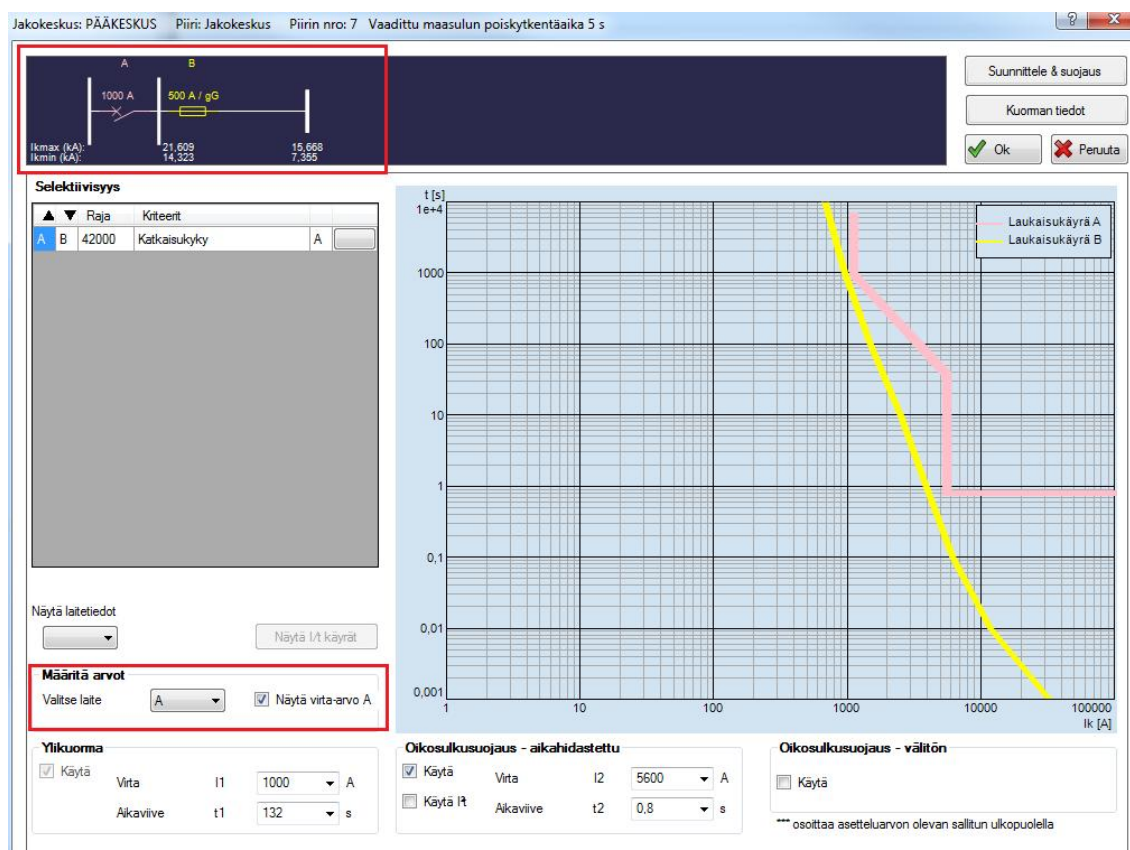 Jakokeskus: PÄÄKESKUS Piiri: Jakokeskus Piirin nro: 7 Vaadittu maasulun poiskytkentäaika 5 s
A B
1000 A 500 A / gG
Ikmax (kA): 21,609 15,668
Ikmin (kA): 14,323 7,355
Suunnittele & suojaus
Kuorman tiedot
Ok Peruuta
Selektiivisyys
▲ ▼ Raja Kriteerit
A B 42000 Katkaisukyky A
Näytä laitetiedot
Näytä I/t käyrät
Määritä arvot
Valitse laite A Näytä virta-arvo A
t [s]
1e+4
1000
100
10
1
0,1
0,01
0,001
1 10 100 1000 10000 100000
Ik [A]
Laukaisukäyrä A
Laukaisukäyrä B
Ylikuorma
Käytä
Virta I1 1000 A
Aikaviive t1 132 s
Oikosulkusuojaus - aikahidastettu
Käytä Virta I2 5600 A
Käytä I²t Aikaviive t2 0,8 s
Oikosulkusuojaus - välitön
Käytä
*** osoittaa asetteluarvon olevan sallitun ulkopuolella